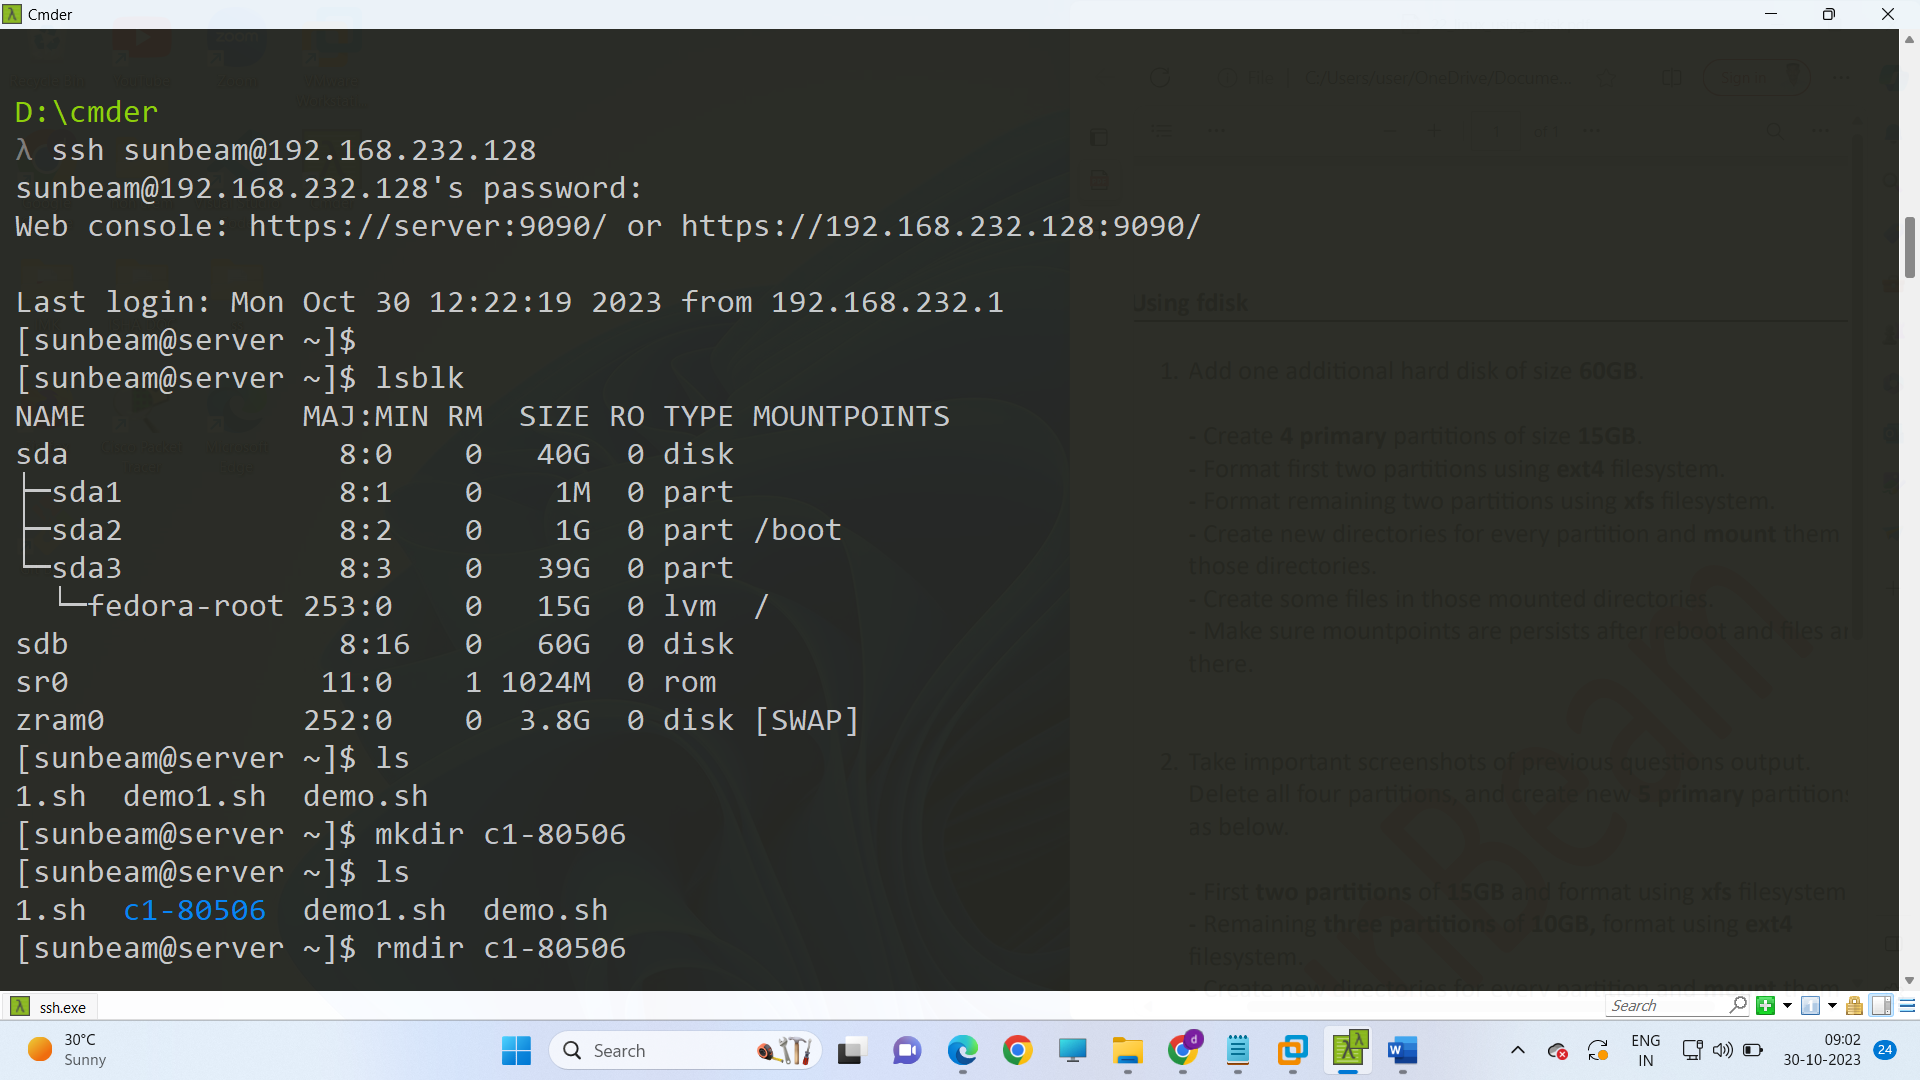 Cmder
D:\cmder
λ ssh sunbeam@192.168.232.128
sunbeam@192.168.232.128's password:
Web console: https://server:9090/ or https://192.168.232.128:9090/
Last login: Mon Oct 30 12:22:19 2023 from 192.168.232.1
[sunbeam@server ~]$
[sunbeam@server ~]$ lsblk
NAME MAJ:MIN RM SIZE RO TYPE MOUNTPOINTS
sda 8:0 0 40G 0 disk
├─sda1 8:1 0 1M 0 part
├─sda2 8:2 0 1G 0 part /boot
└─sda3 8:3 0 39G 0 part
└─fedora-root 253:0 0 15G 0 lvm /
sdb 8:16 0 60G 0 disk
sr0 11:0 1 1024M 0 rom
zram0 252:0 0 3.8G 0 disk [SWAP]
[sunbeam@server ~]$ ls
1.sh demo1.sh demo.sh
[sunbeam@server ~]$ mkdir c1-80506
[sunbeam@server ~]$ ls
1.sh c1-80506 demo1.sh demo.sh
[sunbeam@server ~]$ rmdir c1-80506
File C:/Users/user/OneDrive/Docume...
Using fdisk
1. Add one additional hard disk of size 60GB.
- Create 4 primary partitions of size 15GB.
- Format first two partitions using ext4 filesystem.
- Format remaining two partitions using xfs filesystem.
- Create new directories for every partition and mount them
those directories.
- Create some files in those mounted directories.
- Make sure mountpoints are persists after reboot and files ar
there.
2. Take important screenshots of previous questions output.
Delete all four partitions, and create new 5 primary partition
as below.
- First two partitions of 15GB and format using xfs filesystem
- Remaining three partitions of 10GB, format using ext4
filesystem.
- Create new directories for every partition and mount them
ssh.exe
Search
30°C
Sunny
Search
ENG
IN
09:02
30-10-2023
24